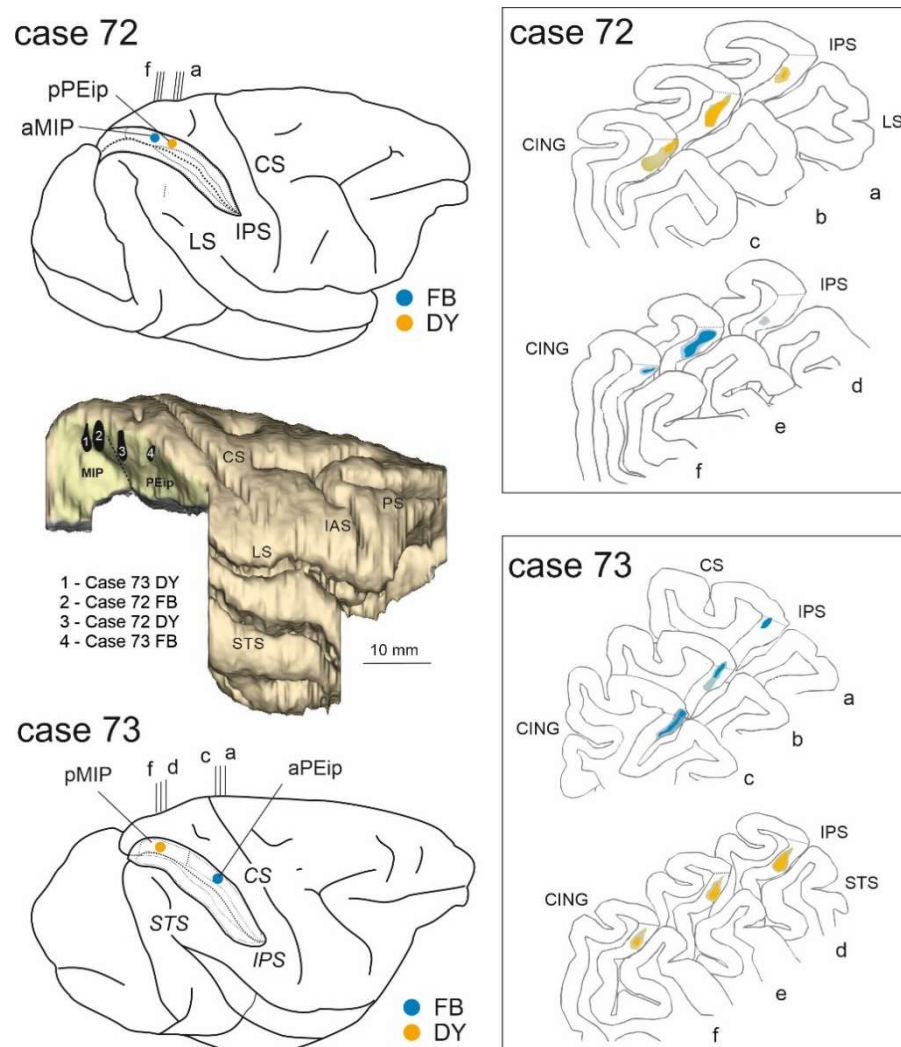 case 72
f a
pPEip
aMIP
CS
IPS
LS
FB
DY
case 72
IPS
LS
CING
a
b
c
IPS
CING
d
e
f
1 2 3 4
MIP
PEip
CS
PS
IAS
LS
STS
1 - Case 73 DY
2 - Case 72 FB
3 - Case 72 DY
4 - Case 73 FB
10 mm
case 73
f d c a
pMIP
aPEip
CS
STS
IPS
FB
DY
case 73
CS
IPS
a
CING
b
c
IPS
CING
STS
d
e
f